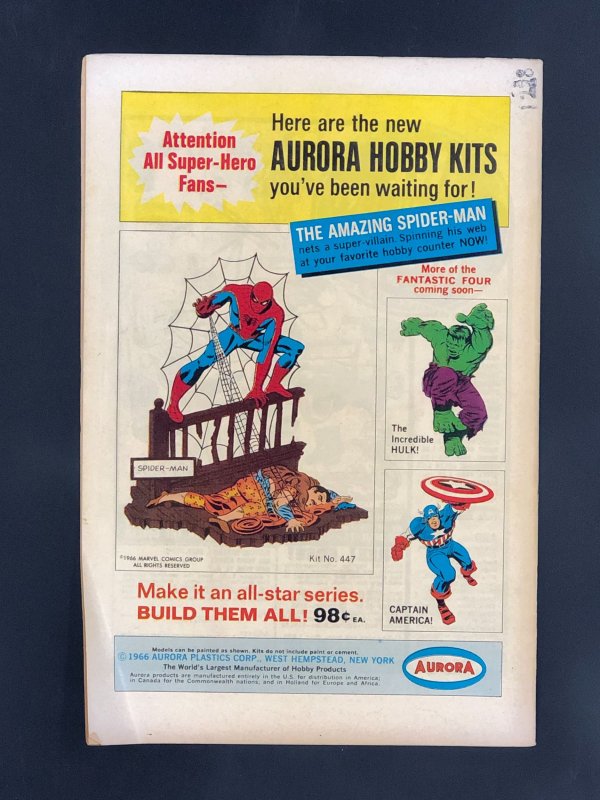 1228
Attention
All Super-Hero
Fans—
Here are the new
AURORA HOBBY KITS
you've been waiting for!
THE AMAZING SPIDER-MAN
nets a super-villain. Spinning his web
at your favorite hobby counter NOW!
More of the
FANTASTIC FOUR
coming soon—
The
Incredible
HULK!
SPIDER-MAN
©1966 MARVEL COMICS GROUP
ALL RIGHTS RESERVED
Kit No. 447
CAPTAIN
AMERICA!
Make it an all-star series.
BUILD THEM ALL! 98¢ EA.
Models can be painted as shown. Kits do not include paint or cement.
©1966 AURORA PLASTICS CORP., WEST HEMPSTEAD, NEW YORK
The World's Largest Manufacturer of Hobby Products
Aurora products are manufactured entirely in the U.S. for distribution in America;
in Canada for the Commonwealth nations; and in Holland for Europe and Africa.
AURORA